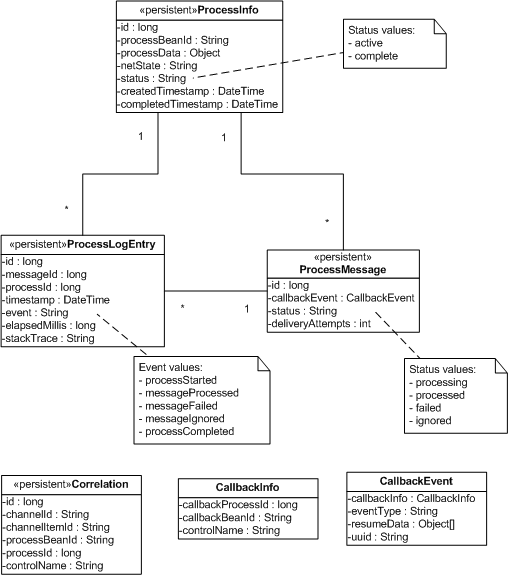 «persistent»ProcessInfo
-id : long
-processBeanId : String
-processData : Object
-netState : String
-status : String
-createdTimestamp : DateTime
-completedTimestamp : DateTime
Status values:
- active
- complete
1
1
*
*
«persistent»ProcessLogEntry
-id : long
-messageId : long
-processId : long
-timestamp : DateTime
-event : String
-elapsedMillis : long
-stackTrace : String
*
1
«persistent»
ProcessMessage
-id : long
-callbackEvent : CallbackEvent
-status : String
-deliveryAttempts : int
Event values:
- processStarted
- messageProcessed
- messageFailed
- messageIgnored
- processCompleted
Status values:
- processing
- processed
- failed
- ignored
«persistent»Correlation
-id : long
-channelId : String
-channelItemId : String
-processBeanId : String
-processId : long
-controlName : String
CallbackInfo
-callbackProcessId : long
-callbackBeanId : String
-controlName : String
CallbackEvent
-callbackInfo : CallbackInfo
-eventType : String
-resumeData : Object[]
-uuid : String